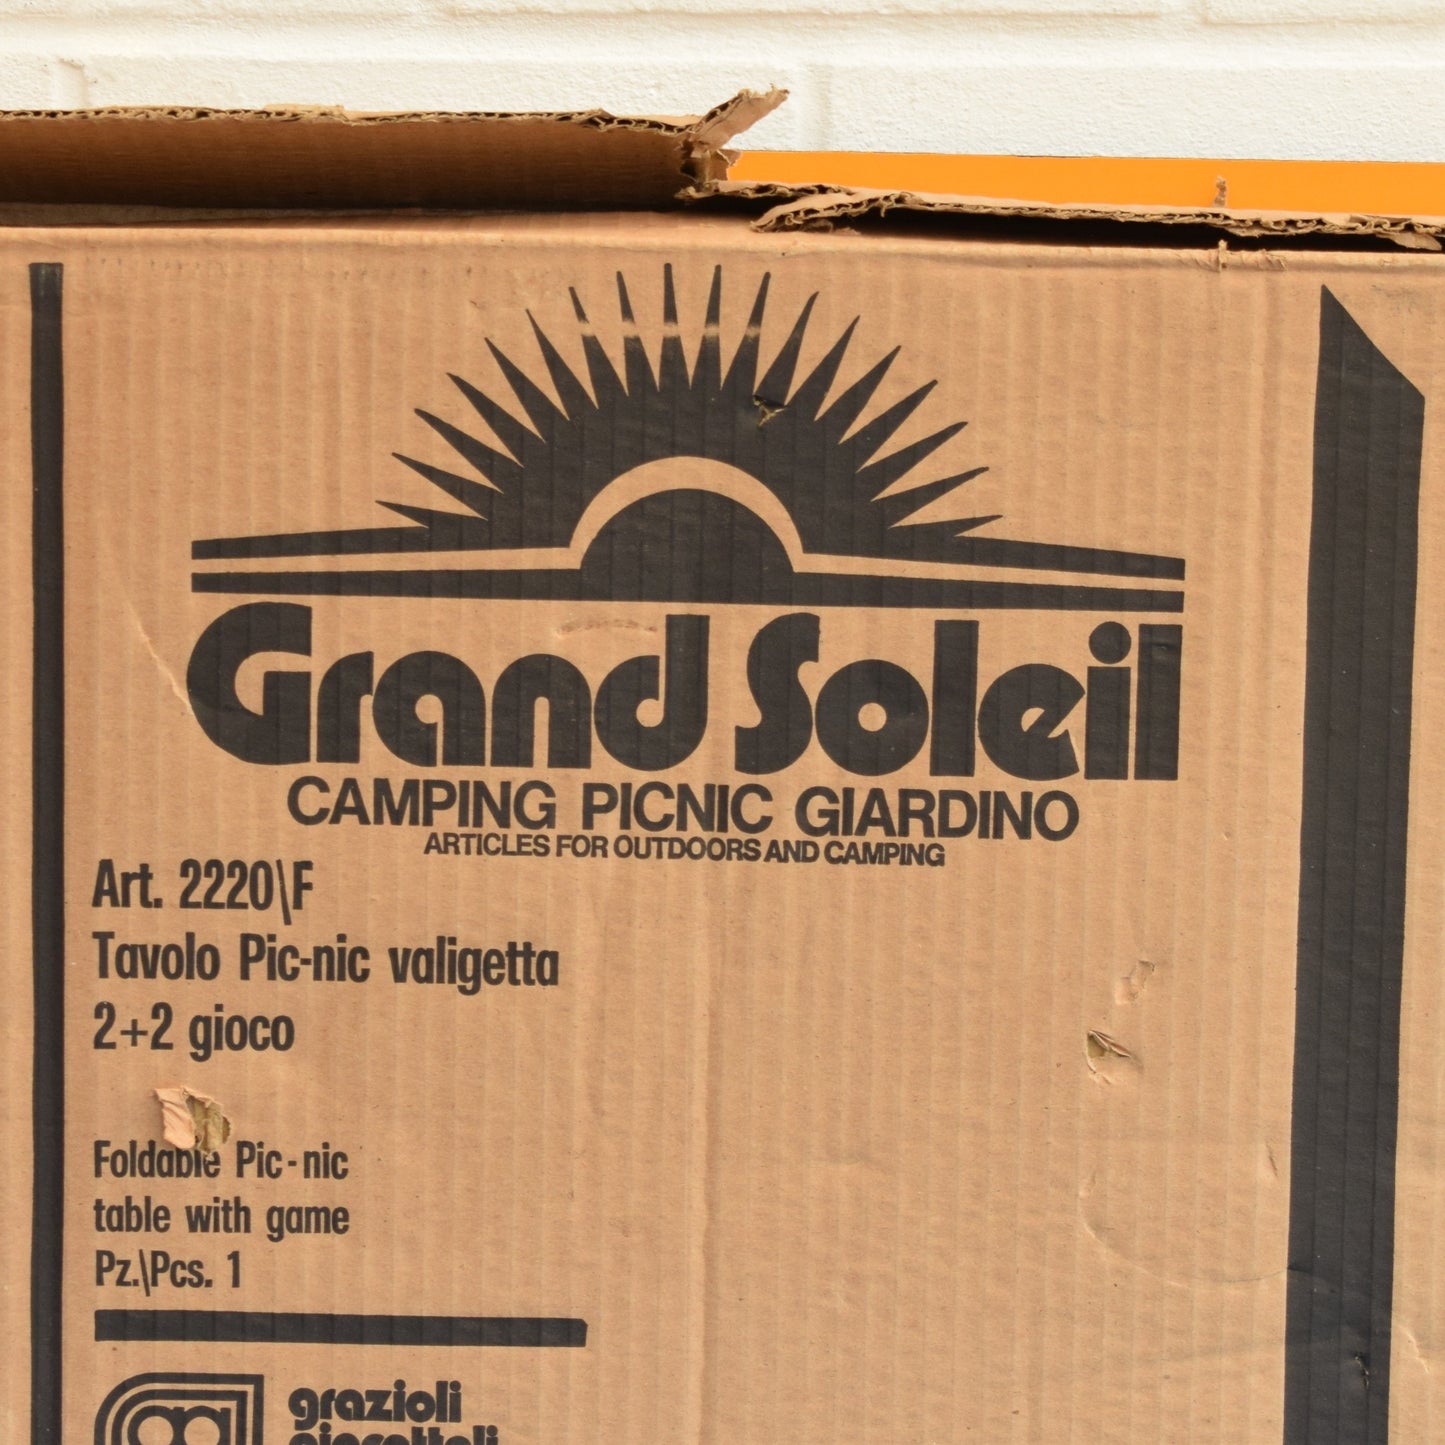 Grand Soleil
CAMPING PICNIC GIARDINO
ARTICLES FOR OUTDOORS AND CAMPING
Art. 2220\F
Tavolo Pic-nic valigetta
2+2 gioco
Foldable Pic-nic
table with game
Pz.\Pcs. 1
grazioli
giocattoli